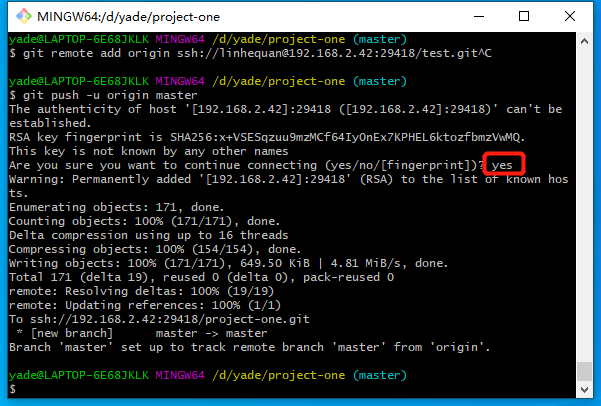 MINGW64:/d/yade/project-one
yade@LAPTOP-6E68JKLK MINGW64 /d/yade/project-one (master)
$ git remote add origin ssh://linhequan@192.168.2.42:29418/test.git^C
yade@LAPTOP-6E68JKLK MINGW64 /d/yade/project-one (master)
$ git push -u origin master
The authenticity of host '[192.168.2.42]:29418 ([192.168.2.42]:29418)' can't be
established.
RSA key fingerprint is SHA256:x+VSESqzuu9mzMCf64IyOnEx7KPHEL6ktozfbmzVwMQ.
This key is not known by any other names
Are you sure you want to continue connecting (yes/no/[fingerprint])? yes
Warning: Permanently added '[192.168.2.42]:29418' (RSA) to the list of known hos
ts.
Enumerating objects: 171, done.
Counting objects: 100% (171/171), done.
Delta compression using up to 16 threads
Compressing objects: 100% (154/154), done.
Writing objects: 100% (171/171), 649.50 KiB | 4.81 MiB/s, done.
Total 171 (delta 19), reused 0 (delta 0), pack-reused 0
remote: Resolving deltas: 100% (19/19)
remote: Updating references: 100% (1/1)
To ssh://192.168.2.42:29418/project-one.git
 * [new branch]      master -> master
Branch 'master' set up to track remote branch 'master' from 'origin'.
yade@LAPTOP-6E68JKLK MINGW64 /d/yade/project-one (master)
$